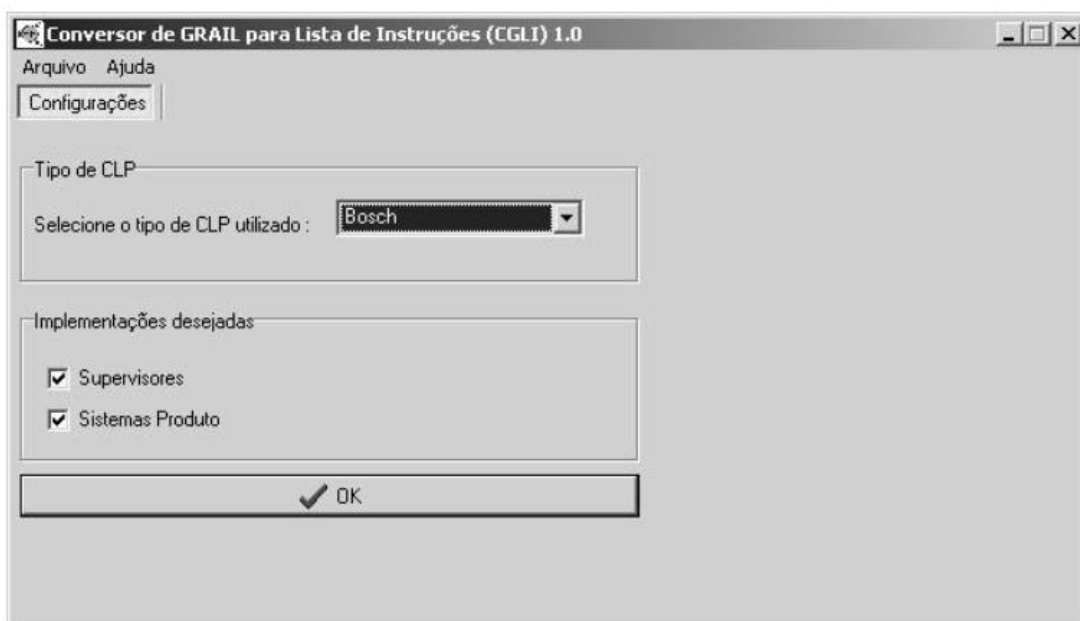 Conversor de GRAIL para Lista de Instruções (CGLI) 1.0
Arquivo Ajuda
Configurações
Tipo de CLP
Selecione o tipo de CLP utilizado : Bosch
Implementações desejadas
Supervisores
Sistemas Produto
OK